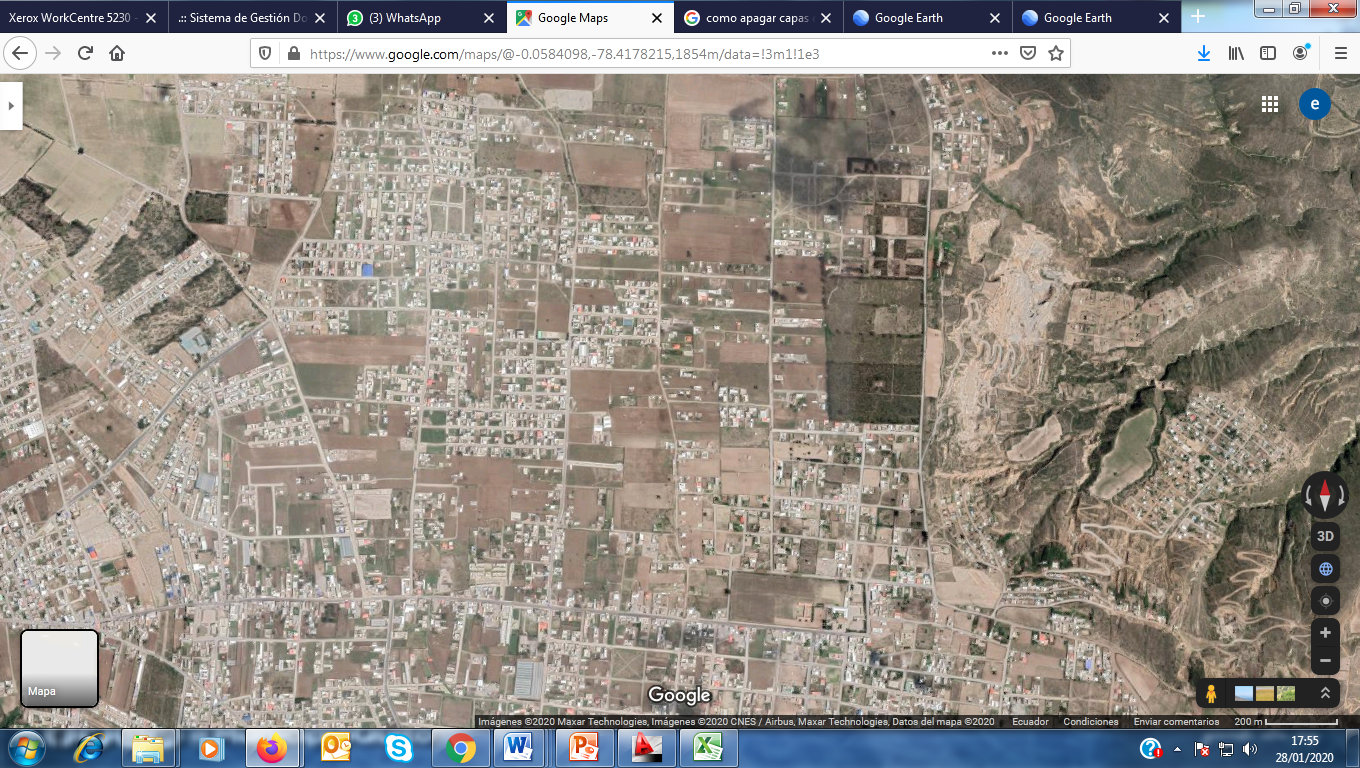 Xerox WorkCentre 5230 -
.:: Sistema de Gestión Do
(3) WhatsApp
Google Maps
como apagar capas
Google Earth
Google Earth
https://www.google.com/maps/@-0.0584098,-78.4178215,1854m/data=!3m1!1e3
e
3D
Mapa
Google
Imágenes ©2020 Maxar Technologies, Imágenes ©2020 CNES / Airbus, Maxar Technologies, Datos del mapa ©2020 Ecuador Condiciones Enviar comentarios 200 m
17:55
28/01/2020